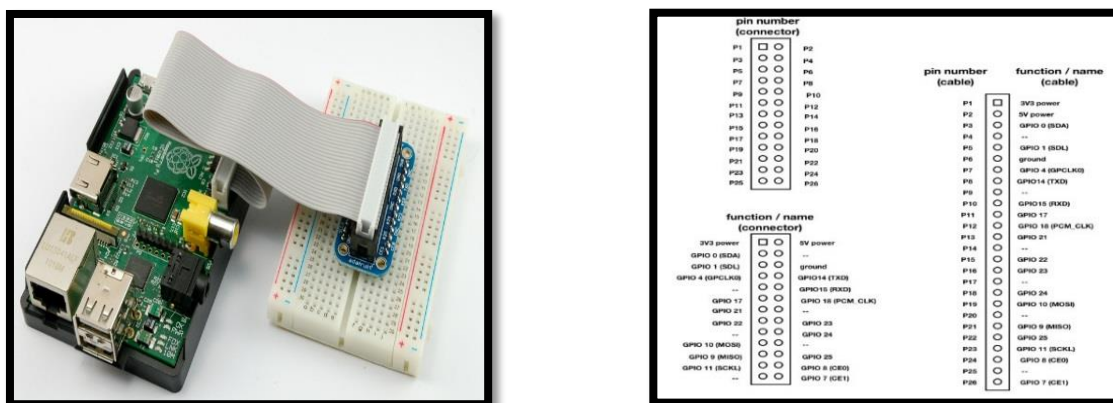 pin number
(connector)
P1 P2
P3 P4
P5 P6
P7 P8
P9 P10
P11 P12
P13 P14
P15 P16
P17 P18
P19 P20
P21 P22
P23 P24
P25 P26
function / name
(connector)
3V3 power 5V power
GPIO 0 (SDA) --
GPIO 1 (SDL) ground
GPIO 4 (GPCLK0) GPIO14 (TXD)
-- GPIO15 (RXD)
GPIO 17 GPIO 18 (PCM_CLK)
GPIO 21 --
GPIO 22 GPIO 23
-- GPIO 24
GPIO 10 (MOSI) --
GPIO 9 (MISO) GPIO 25
GPIO 11 (SCKL) GPIO 8 (CE0)
-- GPIO 7 (CE1)
pin number function / name
(cable) (cable)
P1 3V3 power
P2 5V power
P3 GPIO 0 (SDA)
P4 --
P5 GPIO 1 (SDL)
P6 ground
P7 GPIO 4 (GPCLK0)
P8 GPIO14 (TXD)
P9 --
P10 GPIO15 (RXD)
P11 GPIO 17
P12 GPIO 18 (PCM_CLK)
P13 GPIO 21
P14 --
P15 GPIO 22
P16 GPIO 23
P17 --
P18 GPIO 24
P19 GPIO 10 (MOSI)
P20 --
P21 GPIO 9 (MISO)
P22 GPIO 25
P23 GPIO 11 (SCKL)
P24 GPIO 8 (CE0)
P25 --
P26 GPIO 7 (CE1)